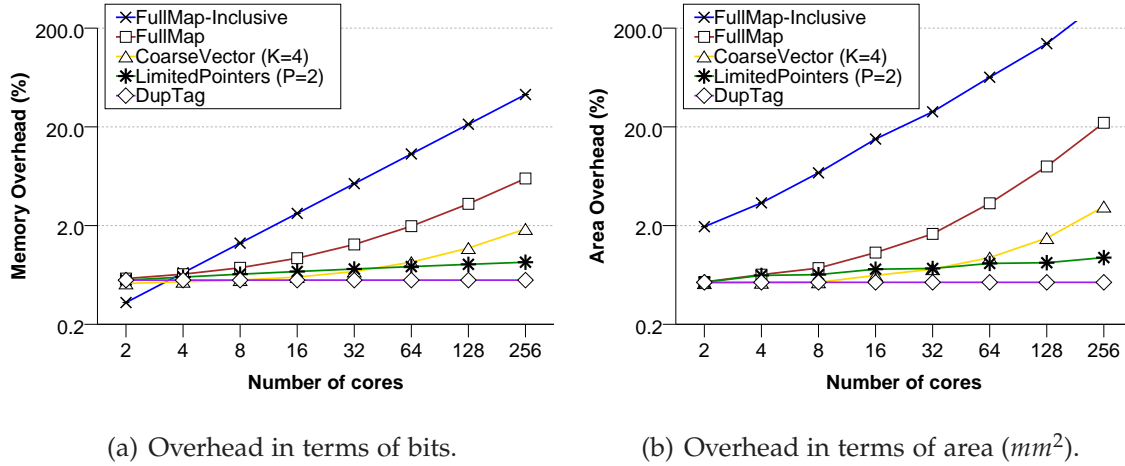 FullMap-Inclusive
FullMap
CoarseVector (K=4)
LimitedPointers (P=2)
DupTag
200.0
20.0
2.0
0.2
Memory Overhead (%)
2 4 8 16 32 64 128 256
Number of cores
(a) Overhead in terms of bits.
FullMap-Inclusive
FullMap
CoarseVector (K=4)
LimitedPointers (P=2)
DupTag
200.0
20.0
2.0
0.2
Area Overhead (%)
2 4 8 16 32 64 128 256
Number of cores
(b) Overhead in terms of area (mm²).